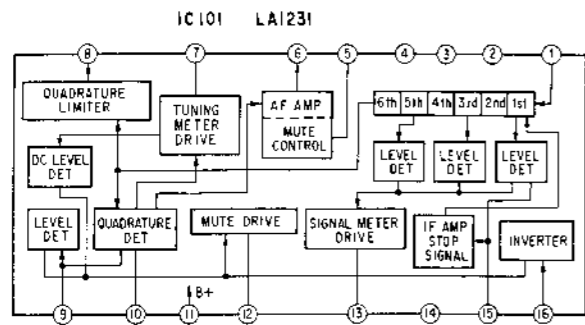 IC101 LA1231
8 7 6 5 4 3 2 1
QUADRATURE
LIMITER
TUNING
METER
DRIVE
AF AMP
MUTE
CONTROL
6th 5th 4th 3rd 2nd 1st
DC LEVEL
DET
LEVEL
DET
LEVEL
DET
LEVEL
DET
LEVEL
DET
QUADRATURE
DET
MUTE DRIVE
SIGNAL METER
DRIVE
IF AMP
STOP
SIGNAL
INVERTER
B+
9 10 11 12 13 14 15 16